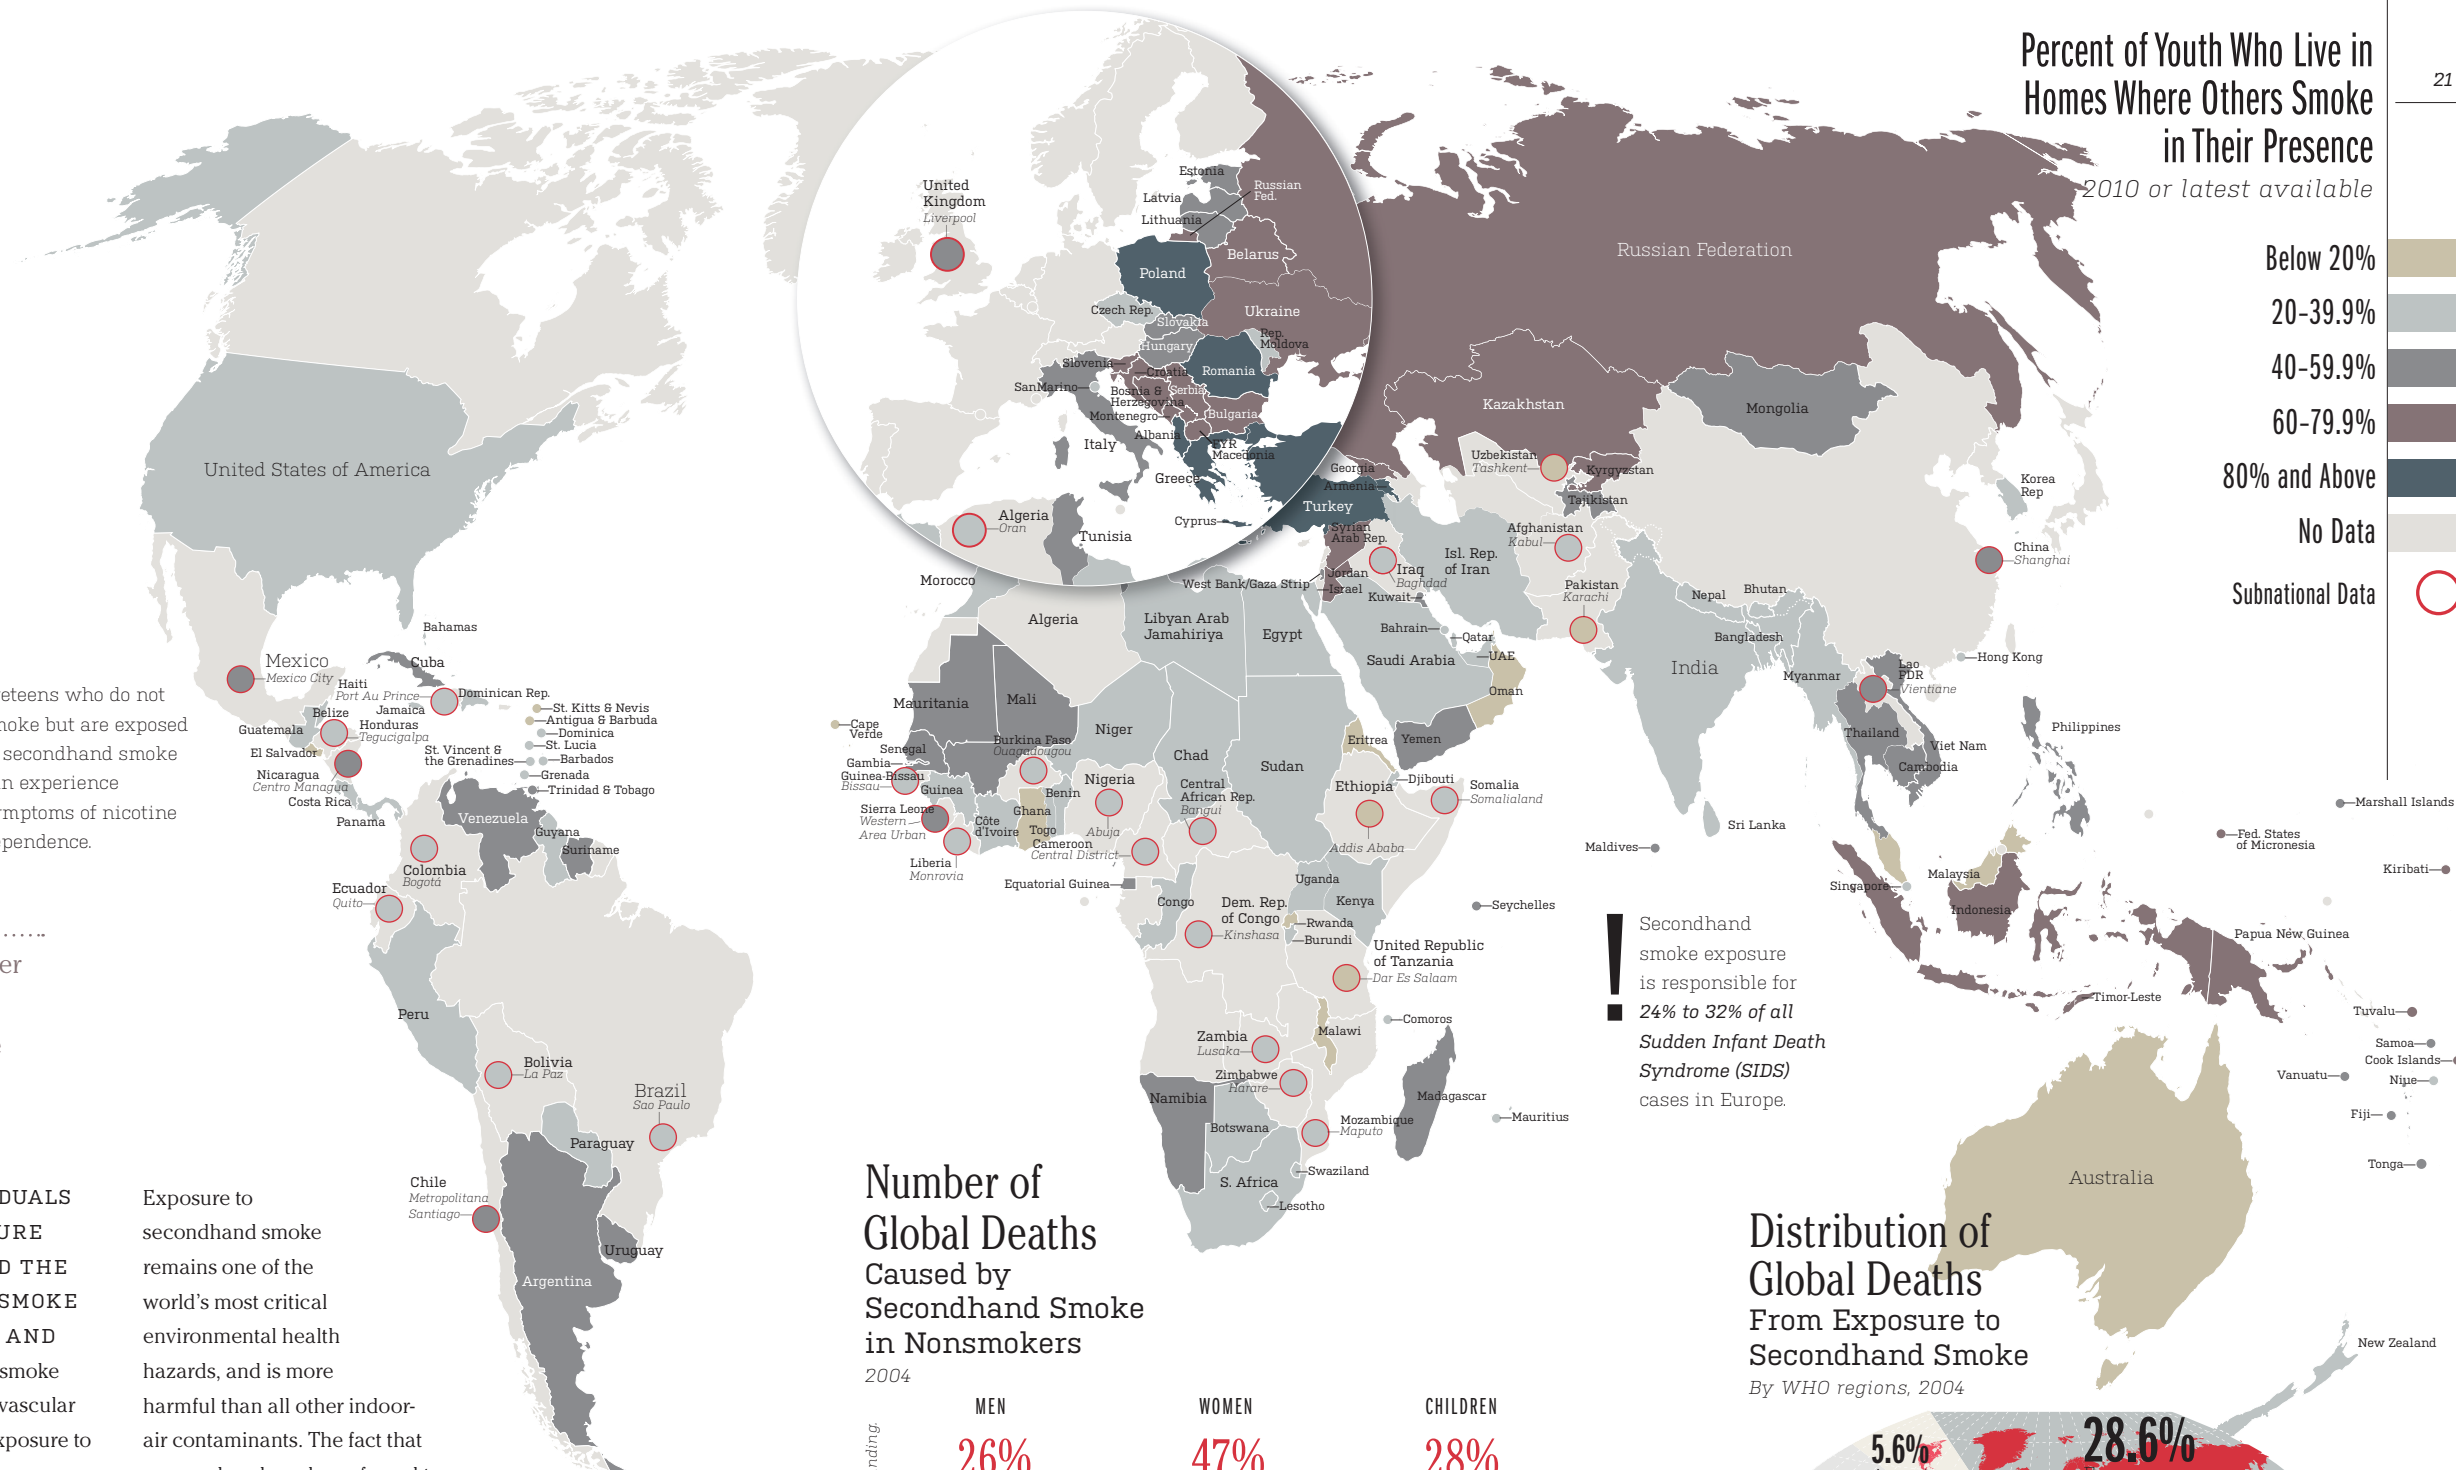 Percent of Youth Who Live in
Homes Where Others Smoke
in Their Presence
2010 or latest available
21
Below 20%
20–39.9%
40–59.9%
60–79.9%
80% and Above
No Data
Subnational Data
United
Kingdom
Liverpool
Estonia
Latvia
Lithuania
Russian
Fed.
Belarus
Poland
Czech Rep.
Ukraine
Slovakia
Hungary
Rep.
Moldova
Slovenia
Croatia
Romania
San Marino
Bosnia &
Herzegovina
Serbia
Montenegro
Bulgaria
Albania
FYR
Macedonia
Italy
Greece
Algeria
Oran
Tunisia
Cyprus
Russian Federation
Kazakhstan
Mongolia
Uzbekistan
Tashkent
Kyrgyzstan
Tajikistan
Georgia
Armenia
Turkey
Syrian
Arab Rep.
Afghanistan
Kabul
Isl. Rep.
of Iran
Iraq
Baghdad
Jordan
Israel
West Bank/Gaza Strip
Kuwait
Pakistan
Karachi
Korea
Rep
China
Shanghai
Nepal
Bhutan
Bangladesh
India
Myanmar
Hong Kong
Lao
PDR
Vientiane
Thailand
Viet Nam
Cambodia
Philippines
Sri Lanka
Maldives
Malaysia
Singapore
Indonesia
Papua New Guinea
Timor-Leste
Marshall Islands
Fed. States
of Micronesia
Kiribati
Tuvalu
Samoa
Cook Islands
Vanuatu
Niue
Fiji
Tonga
Australia
New Zealand
United States of America
Bahamas
Cuba
Mexico
Mexico City
Haiti
Port Au Prince
Dominican Rep.
Jamaica
Belize
Honduras
Tegucigalpa
Guatemala
El Salvador
Nicaragua
Centro Managua
Costa Rica
Panama
St. Kitts & Nevis
Antigua & Barbuda
Dominica
St. Lucia
St. Vincent &
the Grenadines
Barbados
Grenada
Trinidad & Tobago
Venezuela
Guyana
Suriname
Colombia
Bogotá
Ecuador
Quito
Peru
Bolivia
La Paz
Brazil
Sao Paulo
Paraguay
Chile
Metropolitana
Santiago
Uruguay
Argentina
Morocco
Algeria
Libyan Arab
Jamahiriya
Egypt
Bahrain
Qatar
UAE
Saudi Arabia
Oman
Yemen
Mauritania
Mali
Niger
Chad
Sudan
Eritrea
Djibouti
Cape
Verde
Senegal
Gambia
Guinea-Bissau
Bissau
Guinea
Burkina Faso
Ouagadougou
Benin
Nigeria
Abuja
Sierra Leone
Western
Area Urban
Côte
d'Ivoire
Ghana
Togo
Liberia
Monrovia
Cameroon
Central District
Central
African Rep.
Bangui
Ethiopia
Addis Ababa
Somalia
Somalialand
Equatorial Guinea
Congo
Dem. Rep.
of Congo
Kinshasa
Uganda
Kenya
Rwanda
Burundi
Seychelles
United Republic
of Tanzania
Dar Es Salaam
Comoros
Malawi
Zambia
Lusaka
Zimbabwe
Harare
Mozambique
Maputo
Madagascar
Mauritius
Namibia
Botswana
S. Africa
Swaziland
Lesotho
eteens who do not
moke but are exposed
secondhand smoke
n experience
ymptoms of nicotine
pendence.
......
er
DUALS
URE
D THE
SMOKE
AND
smoke
vascular
xposure to
Exposure to
secondhand smoke
remains one of the
world's most critical
environmental health
hazards, and is more
harmful than all other indoor-
air contaminants. The fact that
!
Secondhand
smoke exposure
is responsible for
24% to 32% of all
Sudden Infant Death
Syndrome (SIDS)
cases in Europe.
Number of
Global Deaths
Caused by
Secondhand Smoke
in Nonsmokers
2004
nding.
MEN
WOMEN
CHILDREN
26%
47%
28%
Distribution of
Global Deaths
From Exposure to
Secondhand Smoke
By WHO regions, 2004
5.6%
28.6%